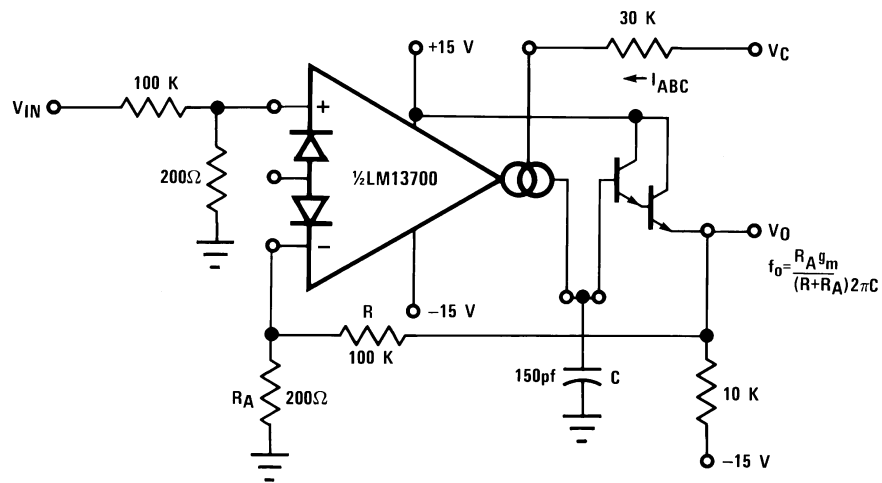 30 K
+15 V
V_C
I_ABC
100 K
V_IN
+
200Ω
½LM13700
−
V_O
f_o = R_A g_m / (R+R_A) 2πC
−15 V
R
100 K
R_A
200Ω
150pf
C
10 K
−15 V